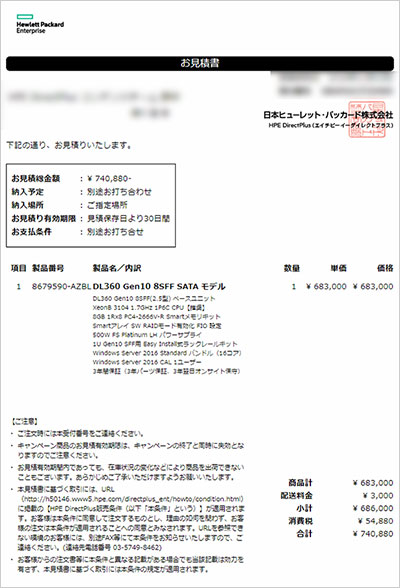 Hewlett Packard
Enterprise
お見積書
日本ヒューレット・パッカード株式会社
HPE DirectPlus (エイチピーイーダイレクトプラス)
下記の通り、お見積りいたします。
お見積総金額 : ¥ 740,880-
納入予定 : 別途お打ち合わせ
納入場所 : ご指定場所
お見積り有効期限 : 見積保存日より30日間
お支払条件 : 別途お打ち合せ
項目 製品番号 製品名／内訳 数量 単価 価格
1 8679590-AZBL DL360 Gen10 8SFF SATA モデル 1 ¥ 683,000 ¥ 683,000
DL360 Gen10 8SFF(2.5型) ベースユニット
XeonB 3104 1.7GHz 1P6C CPU【推奨】
8GB 1Rx8 PC4-2666V-R Smartメモリキット
Smartアレイ SW RAIDモード有効化 FIO 設定
500W FS Platinum LH パワーサプライ
1U Gen10 SFF用 Easy Install式ラックレールキット
Windows Server 2016 Standard バンドル（16コア）
Windows Server 2016 CAL 1ユーザー
3年間保証（3年パーツ保証、3年翌日オンサイト保守）
【ご注意】
・ ご注文時には本受付番号をご連絡ください。
・ キャンペーン商品のお見積有効期限は、キャンペーンの終了と同時に失効となりますのでご注意ください。
・ お見積有効期間内であっても、在庫状況の変化などにより商品を出荷できないこともございます。あらかじめご了承いただけますようお願いいたします。
・ 本見積書に基づく取引には、URL
（http://h50146.www5.hpe.com/directplus_ent/howto/condition.html）
に掲載の【HPE DirectPlus販売条件（以下「本条件」という）】が適用されます。お客様は本条件に同意して注文するものとし、理由の如何を問わず、お客様の注文は本条件が適用されることへの同意とみなされます。URLを参照できない環境のお客様には、別途FAX等にて本条件をお知らせいたしますので、ご連絡ください。(連絡先電話番号 03-5749-8462)
・ お客様からの注文書等に本条件と異なる記載がある場合でも当該記載は効力を有さず、本見積書に基づく取引には本条件の規定が適用されます。
商品計 ¥ 683,000
配送料金 ¥ 3,000
小計 ¥ 686,000
消費税 ¥ 54,880
合計 ¥ 740,880